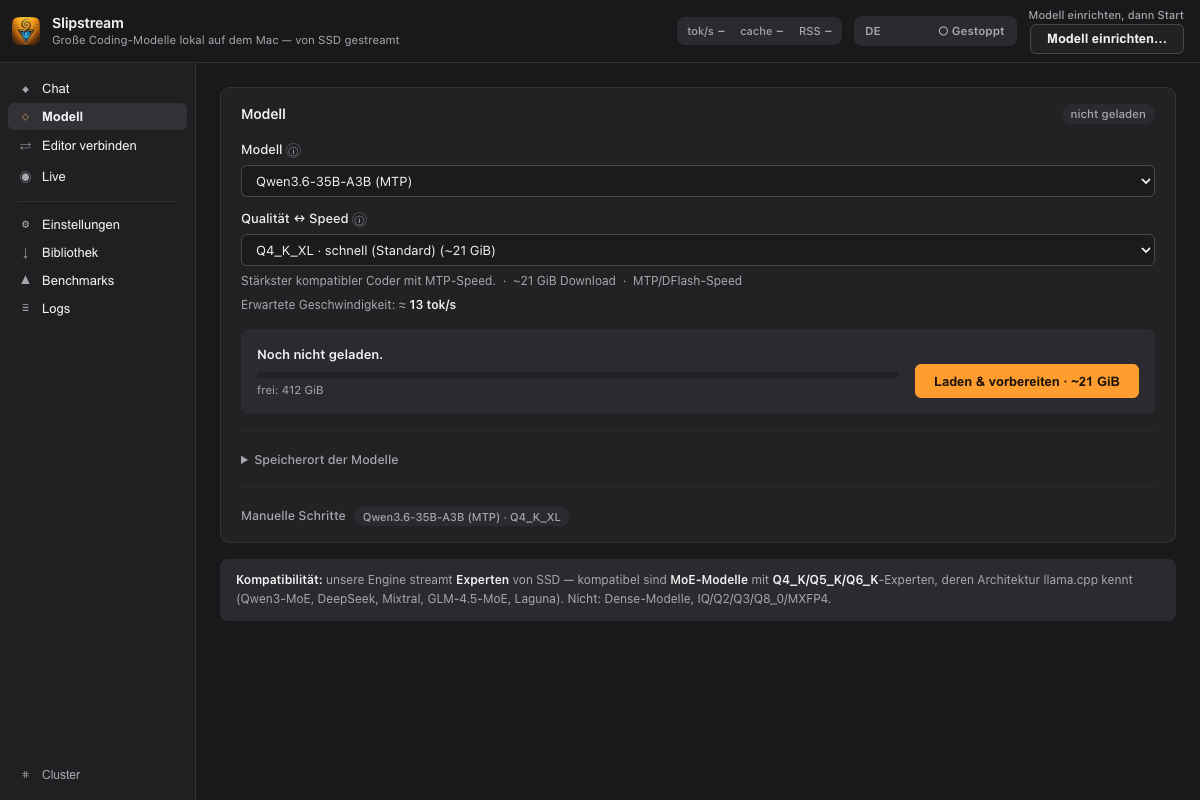 Slipstream
Große Coding-Modelle lokal auf dem Mac — von SSD gestreamt
tok/s – · cache – · RSS –
DE
Gestoppt
Modell einrichten, dann Start
Modell einrichten…
Chat
Modell
Editor verbinden
Live
Einstellungen
Bibliothek
Benchmarks
Logs
Cluster
Modell
nicht geladen
Modell ⓘ
Qwen3.6-35B-A3B (MTP)
Qualität ↔ Speed ⓘ
Q4_K_XL · schnell (Standard) (~21 GiB)
Stärkster kompatibler Coder mit MTP-Speed. · ~21 GiB Download · MTP/DFlash-Speed
Erwartete Geschwindigkeit: ≈ 13 tok/s
Noch nicht geladen.
frei: 412 GiB
Laden & vorbereiten · ~21 GiB
Speicherort der Modelle
Manuelle Schritte
Qwen3.6-35B-A3B (MTP) · Q4_K_XL
Kompatibilität: unsere Engine streamt Experten von SSD — kompatibel sind MoE-Modelle mit Q4_K/Q5_K/Q6_K-Experten, deren Architektur llama.cpp kennt
(Qwen3-MoE, DeepSeek, Mixtral, GLM-4.5-MoE, Laguna). Nicht: Dense-Modelle, IQ/Q2/Q3/Q8_0/MXFP4.